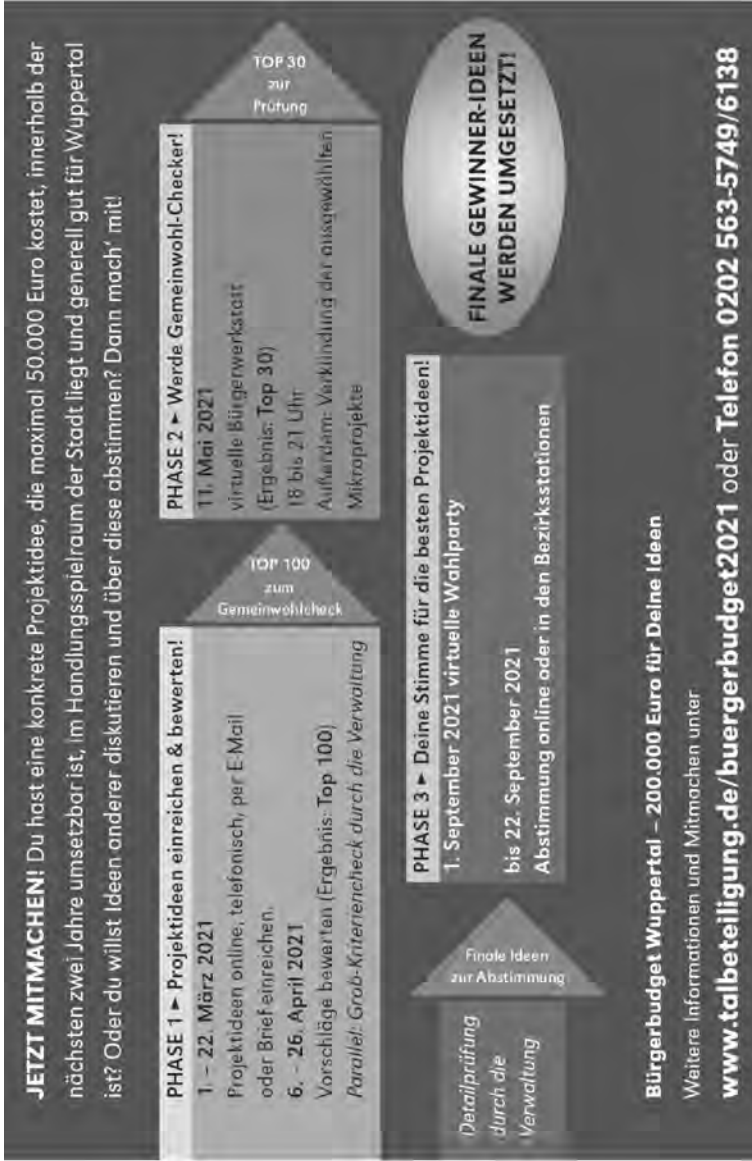 JETZT MITMACHEN! Du hast eine konkrete Projektidee, die maximal 50.000 Euro kostet, innerhalb der
nächsten zwei Jahre umsetzbar ist, im Handlungsspielraum der Stadt liegt und generell gut für Wuppertal
ist? Oder du willst Ideen anderer diskutieren und über diese abstimmen? Dann mach' mit!
PHASE 1 ► Projektideen einreichen & bewerten!
1. – 22. März 2021
Projektideen online, telefonisch, per E-Mail
oder Brief einreichen.
6. – 26. April 2021
Vorschläge bewerten (Ergebnis: Top 100)
Parallel: Grob-Kriteriencheck durch die Verwaltung
TOP 100
zum
Gemeinwohlcheck
PHASE 2 ► Werde Gemeinwohl-Checker!
11. Mai 2021
virtuelle Bürgerwerkstatt
(Ergebnis: Top 30)
18 bis 21 Uhr
Außerdem: Verkündung der ausgewählten
Mikroprojekte
TOP 30
zur
Prüfung
Detailprüfung
durch die
Verwaltung
Finale Ideen
zur Abstimmung
PHASE 3 ► Deine Stimme für die besten Projektideen!
1. September 2021 virtuelle Wahlparty
bis 22. September 2021
Abstimmung online oder in den Bezirksstationen
FINALE GEWINNER-IDEEN
WERDEN UMGESETZT!
Bürgerbudget Wuppertal – 200.000 Euro für Deine Ideen
Weitere Informationen und Mitmachen unter
www.talbeteiligung.de/buergerbudget2021 oder Telefon 0202 563-5749/6138